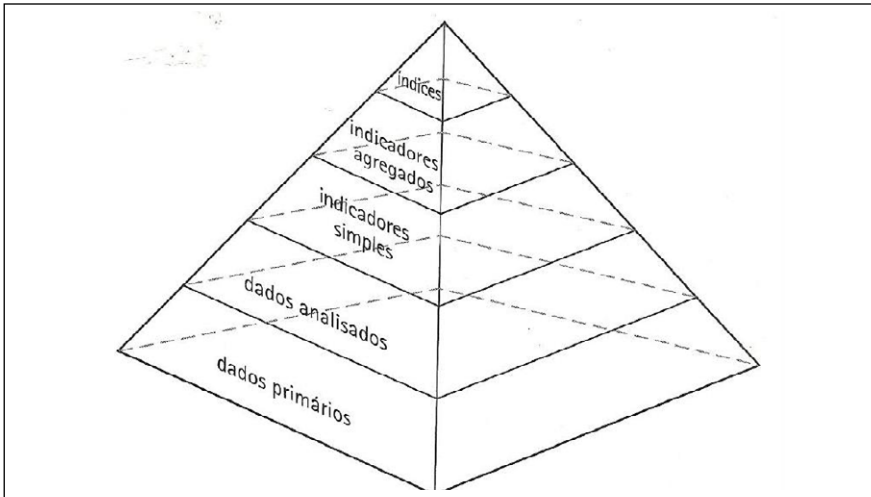 índices
indicadores
agregados
indicadores
simples
dados analisados
dados primários